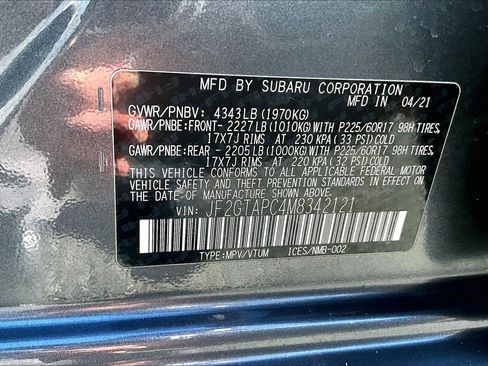 MFD BY SUBARU CORPORATION
MFD IN 04/21
GVWR/PNBV: 4343LB(1970KG)
GAWR/PNBE:FRONT- 2227LB(1010KG)WITH P225/60R17 98H TIRES,
17X7J RIMS AT 230 KPA(33 PSI)COLD
GAWR/PNBE:REAR - 2205LB(1000KG)WITH P225/60R17 98H TIRES,
17X7J RIMS AT 220 KPA(32 PSI)COLD
THIS VEHICLE CONFORMS TO ALL APPLICABLE FEDERAL MOTOR
VEHICLE SAFETY STANDARDS IN EFFECT ON THE DATE OF
MANUFACTURE SHOWN ABOVE.
VIN: JF2GTAPC4M8342121
TYPE:MPV/VTUM ICES/NMB-002